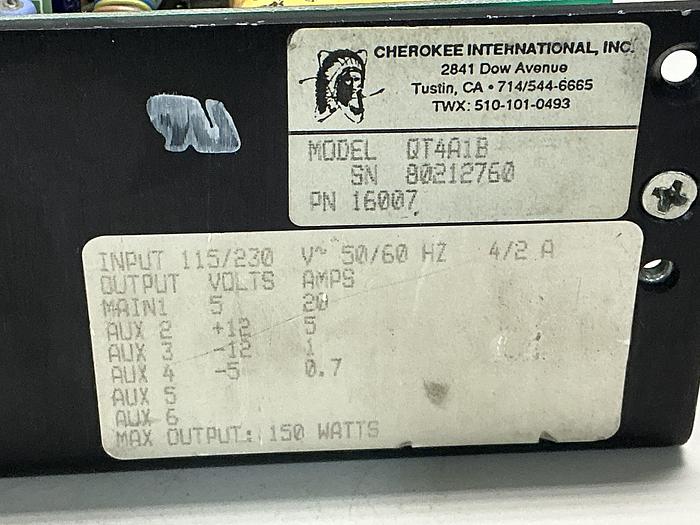 CHEROKEE INTERNATIONAL, INC.
2841 Dow Avenue
Tustin, CA • 714/544-6665
TWX: 510-101-0493
MODEL QT4A1B
SN 80212760
PN 16007
INPUT 115/230 V~ 50/60 HZ 4/2 A
OUTPUT VOLTS AMPS
MAIN1 5 20
AUX 2 +12 5
AUX 3 -12 1
AUX 4 -5 0.7
AUX 5
AUX 6
MAX OUTPUT: 150 WATTS